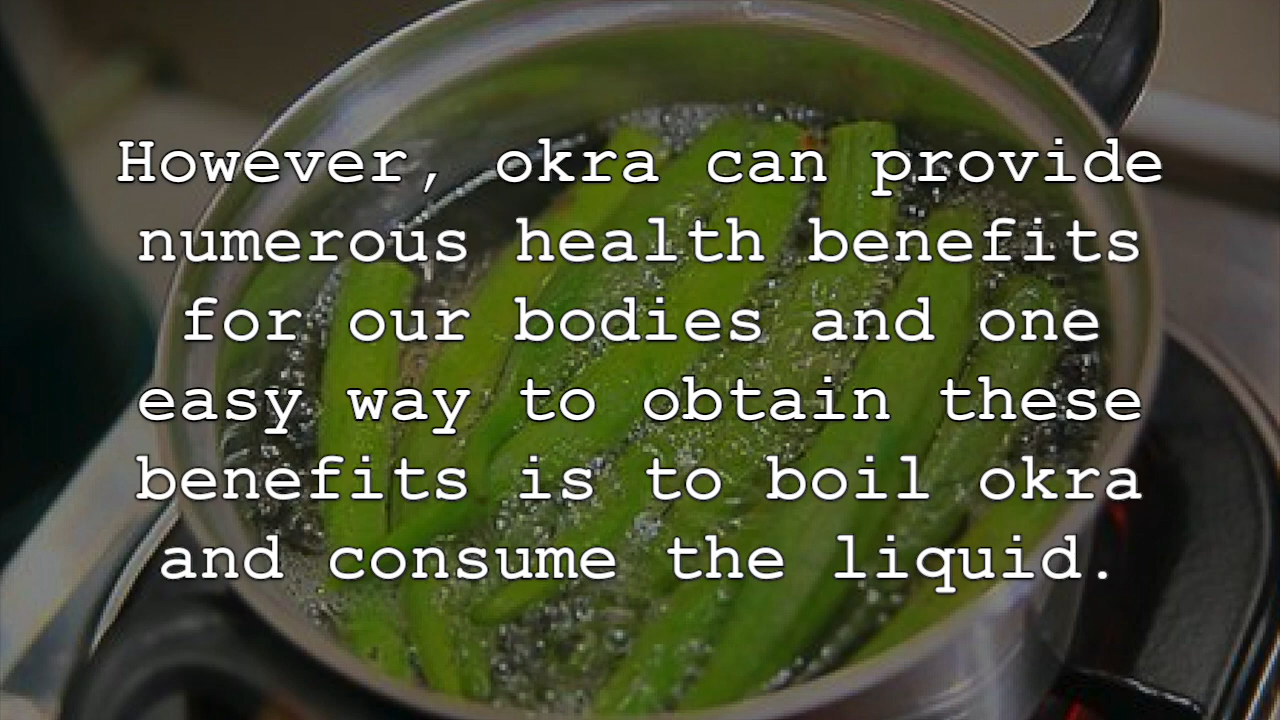 However, okra can provide
numerous health benefits
for our bodies and one
easy way to obtain these
benefits is to boil okra
and consume the liquid.